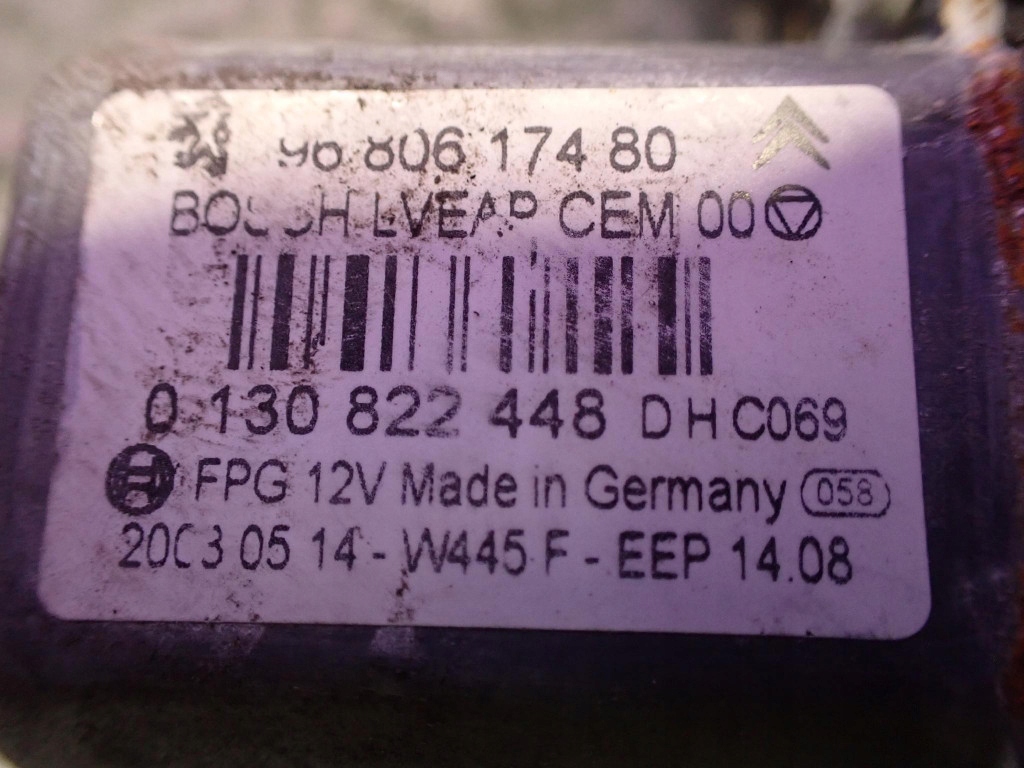 96 806 174 80
BOSCH LVEAP CEM 00
0 130 822 448 D H C069
FPG 12V Made in Germany 058
2003 05 14 - W445 F - EEP 14.08